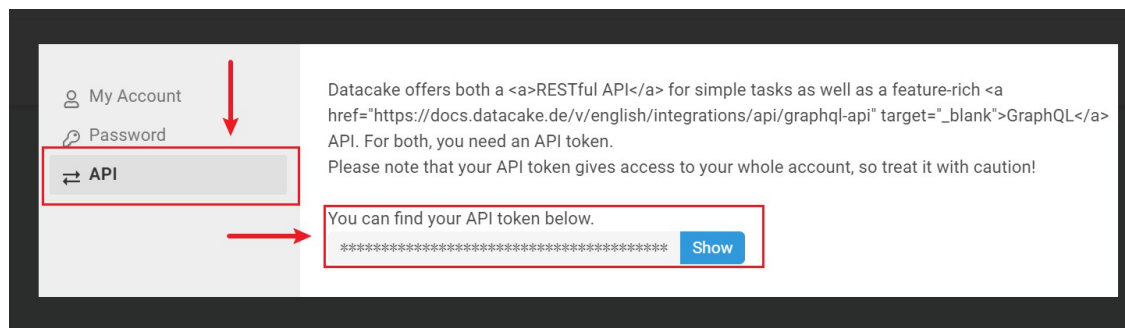 My Account
Password
API
Datacake offers both a <a>RESTful API</a> for simple tasks as well as a feature-rich <a
href="https://docs.datacake.de/v/english/integrations/api/graphql-api" target="_blank">GraphQL</a>
API. For both, you need an API token.
Please note that your API token gives access to your whole account, so treat it with caution!
You can find your API token below.
**************************************** Show